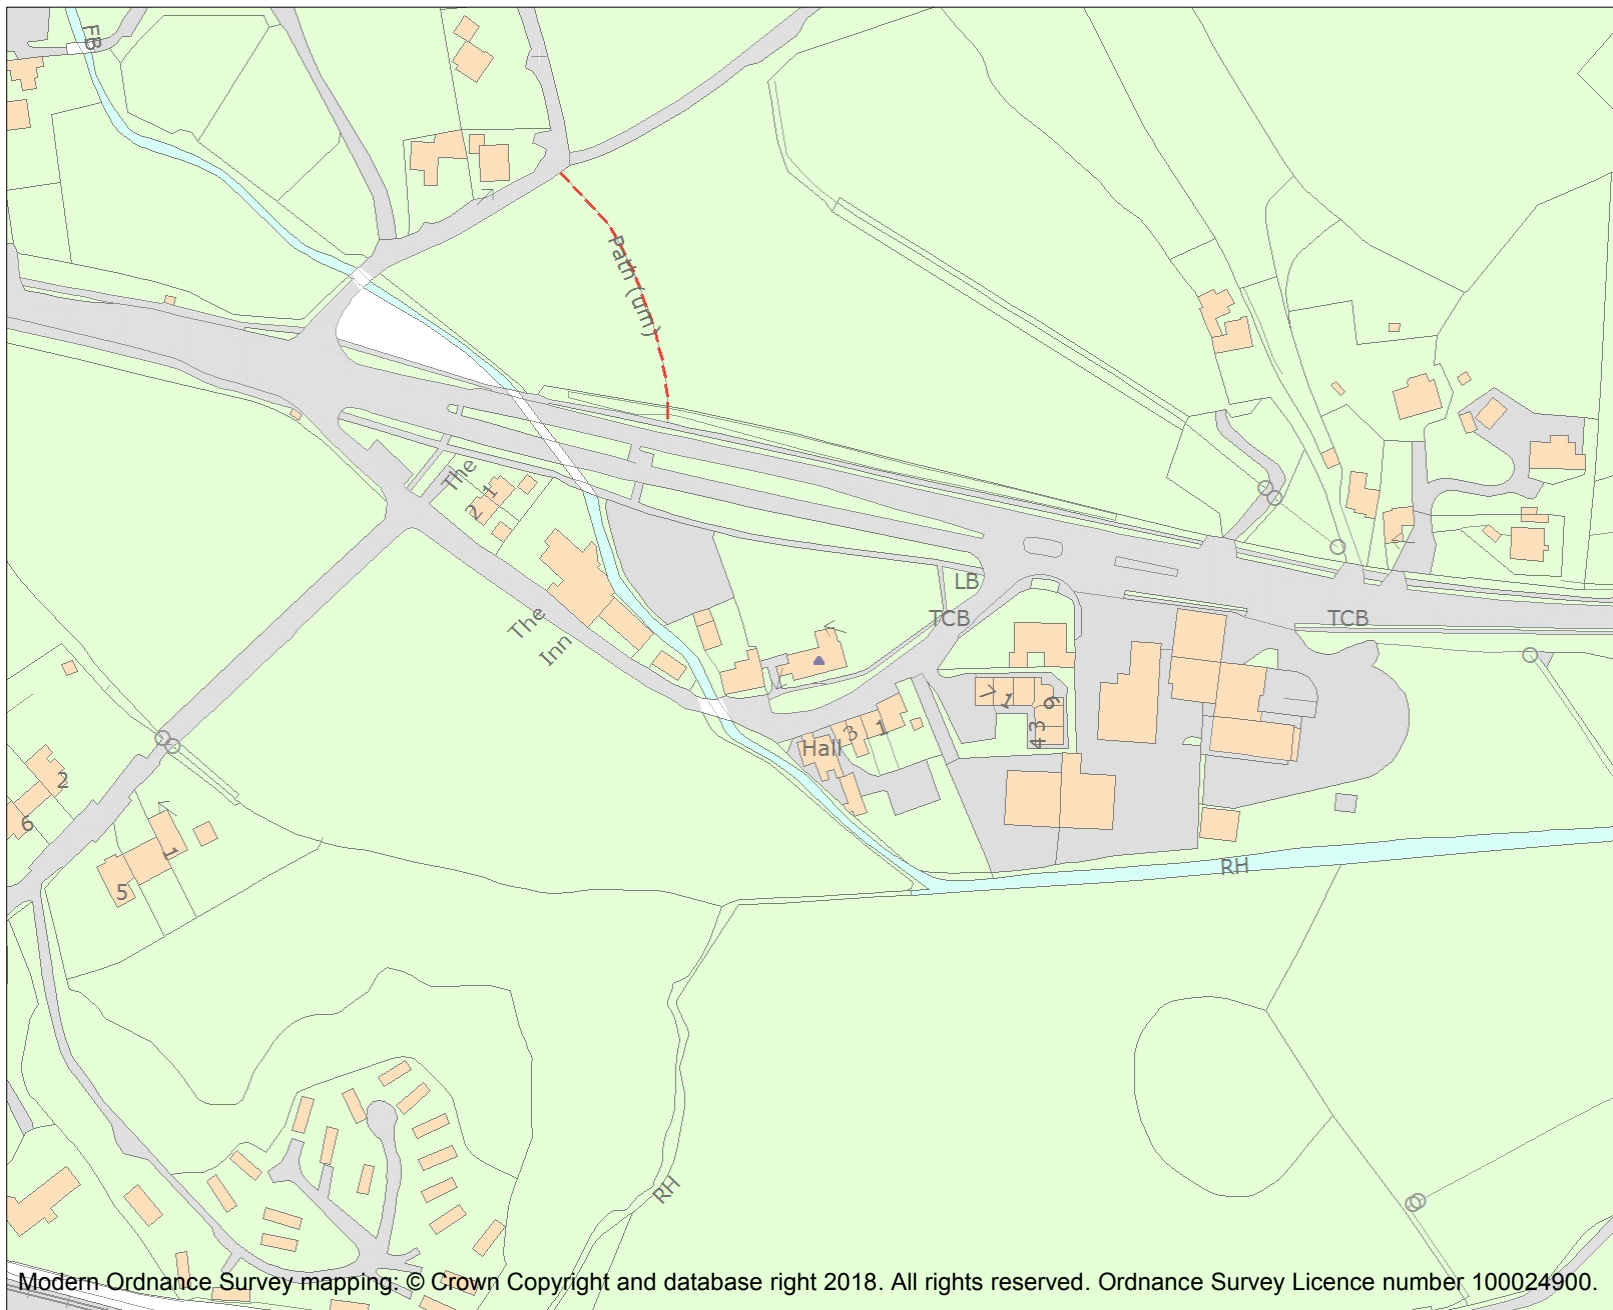 FB
Path (um)
The
1
2
LB
TCB
TCB
The
Inn
7
1
6
3
4
3
1
Hall
2
6
1
5
RH
RH
Modern Ordnance Survey mapping: © Crown Copyright and database right 2018. All rights reserved. Ordnance Survey Licence number 100024900.